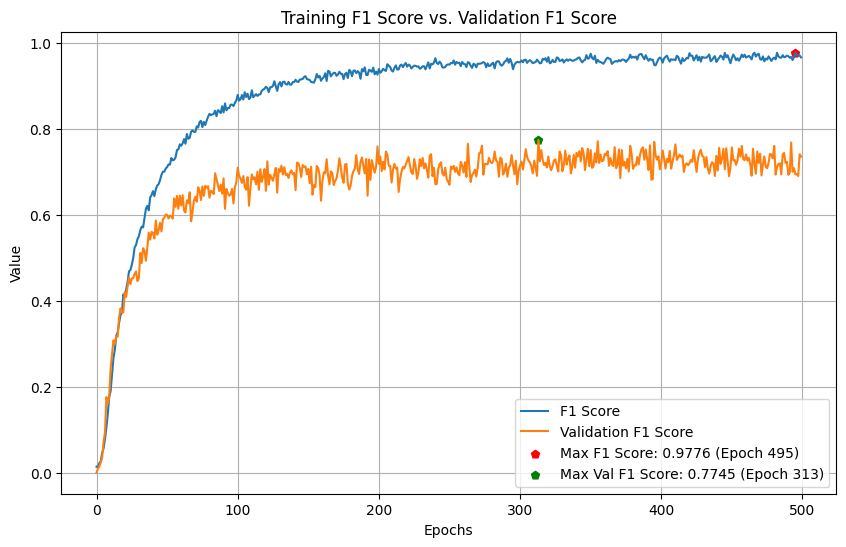 Training F1 Score vs. Validation F1 Score
1.0
0.8
0.6
0.4
0.2
0.0
Value
0 100 200 300 400 500
Epochs
F1 Score
Validation F1 Score
Max F1 Score: 0.9776 (Epoch 495)
Max Val F1 Score: 0.7745 (Epoch 313)